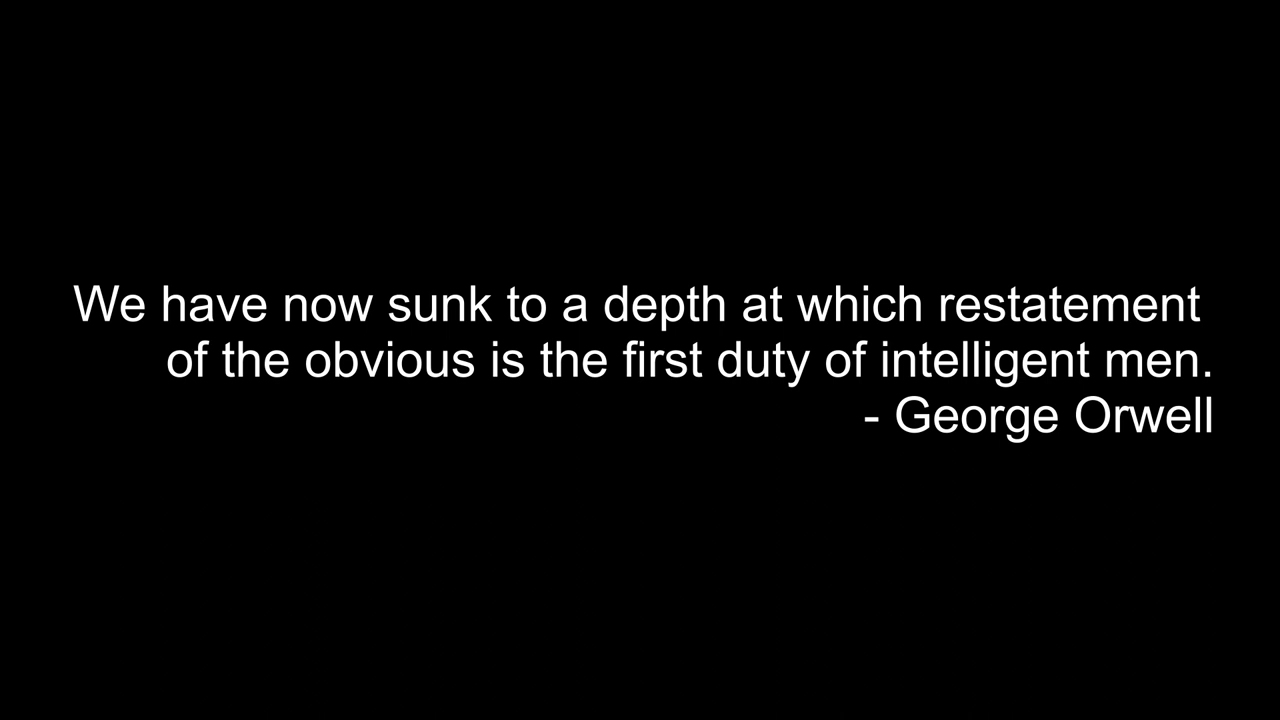 We have now sunk to a depth at which restatement
of the obvious is the first duty of intelligent men.
- George Orwell